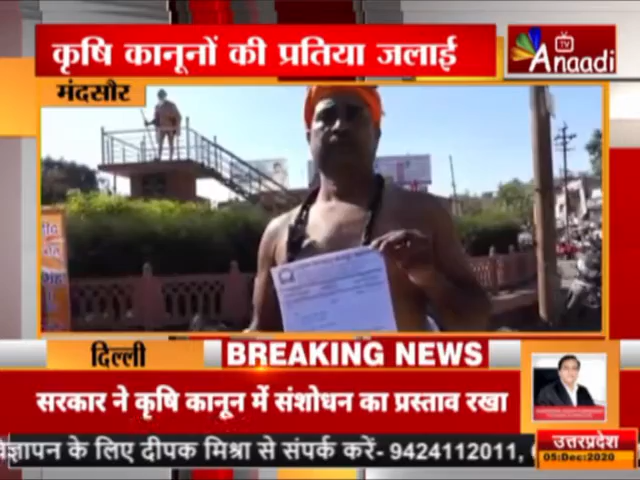 कृषि कानूनों की प्रतिया जलाई
TV
Anaadi
मंदसौर
दिल्ली
BREAKING NEWS
सरकार ने कृषि कानून में संशोधन का प्रस्ताव रखा
विज्ञापन के लिए दीपक मिश्रा से संपर्क करें- 9424112011,
उत्तरप्रदेश
05:Dec:2020